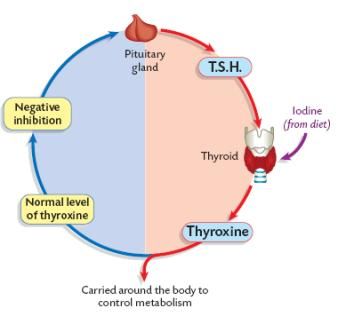 Pituitary
gland
T.S.H.
Iodine
(from diet)
Thyroid
Thyroxine
Carried around the body to
control metabolism
Normal level
of thyroxine
Negative
inhibition